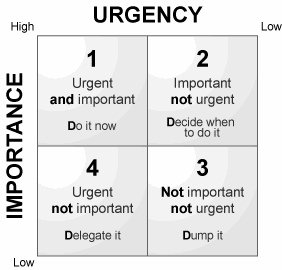 URGENCY
High
Low
IMPORTANCE
1
Urgent
and important
Do it now
2
Important
not urgent
Decide when
to do it
4
Urgent
not important
Delegate it
3
Not important
not urgent
Dump it
Low